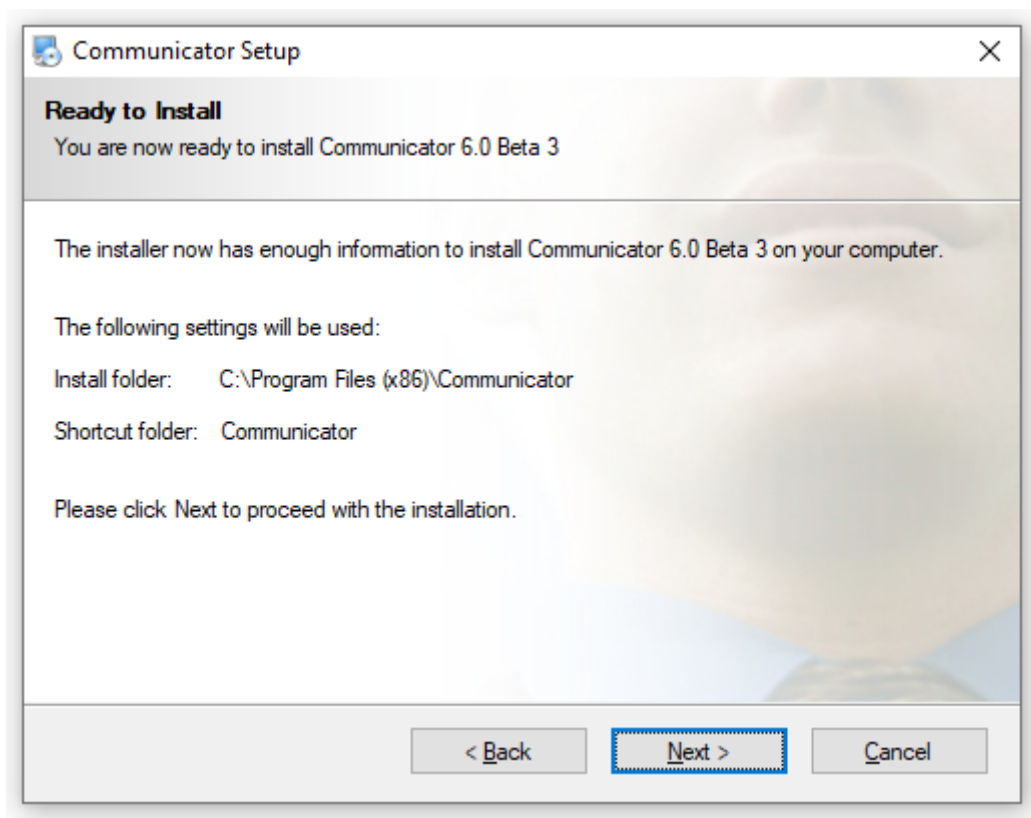 Communicator Setup
Ready to Install
You are now ready to install Communicator 6.0 Beta 3
The installer now has enough information to install Communicator 6.0 Beta 3 on your computer.
The following settings will be used:
Install folder: C:\Program Files (x86)\Communicator
Shortcut folder: Communicator
Please click Next to proceed with the installation.
< Back Next > Cancel